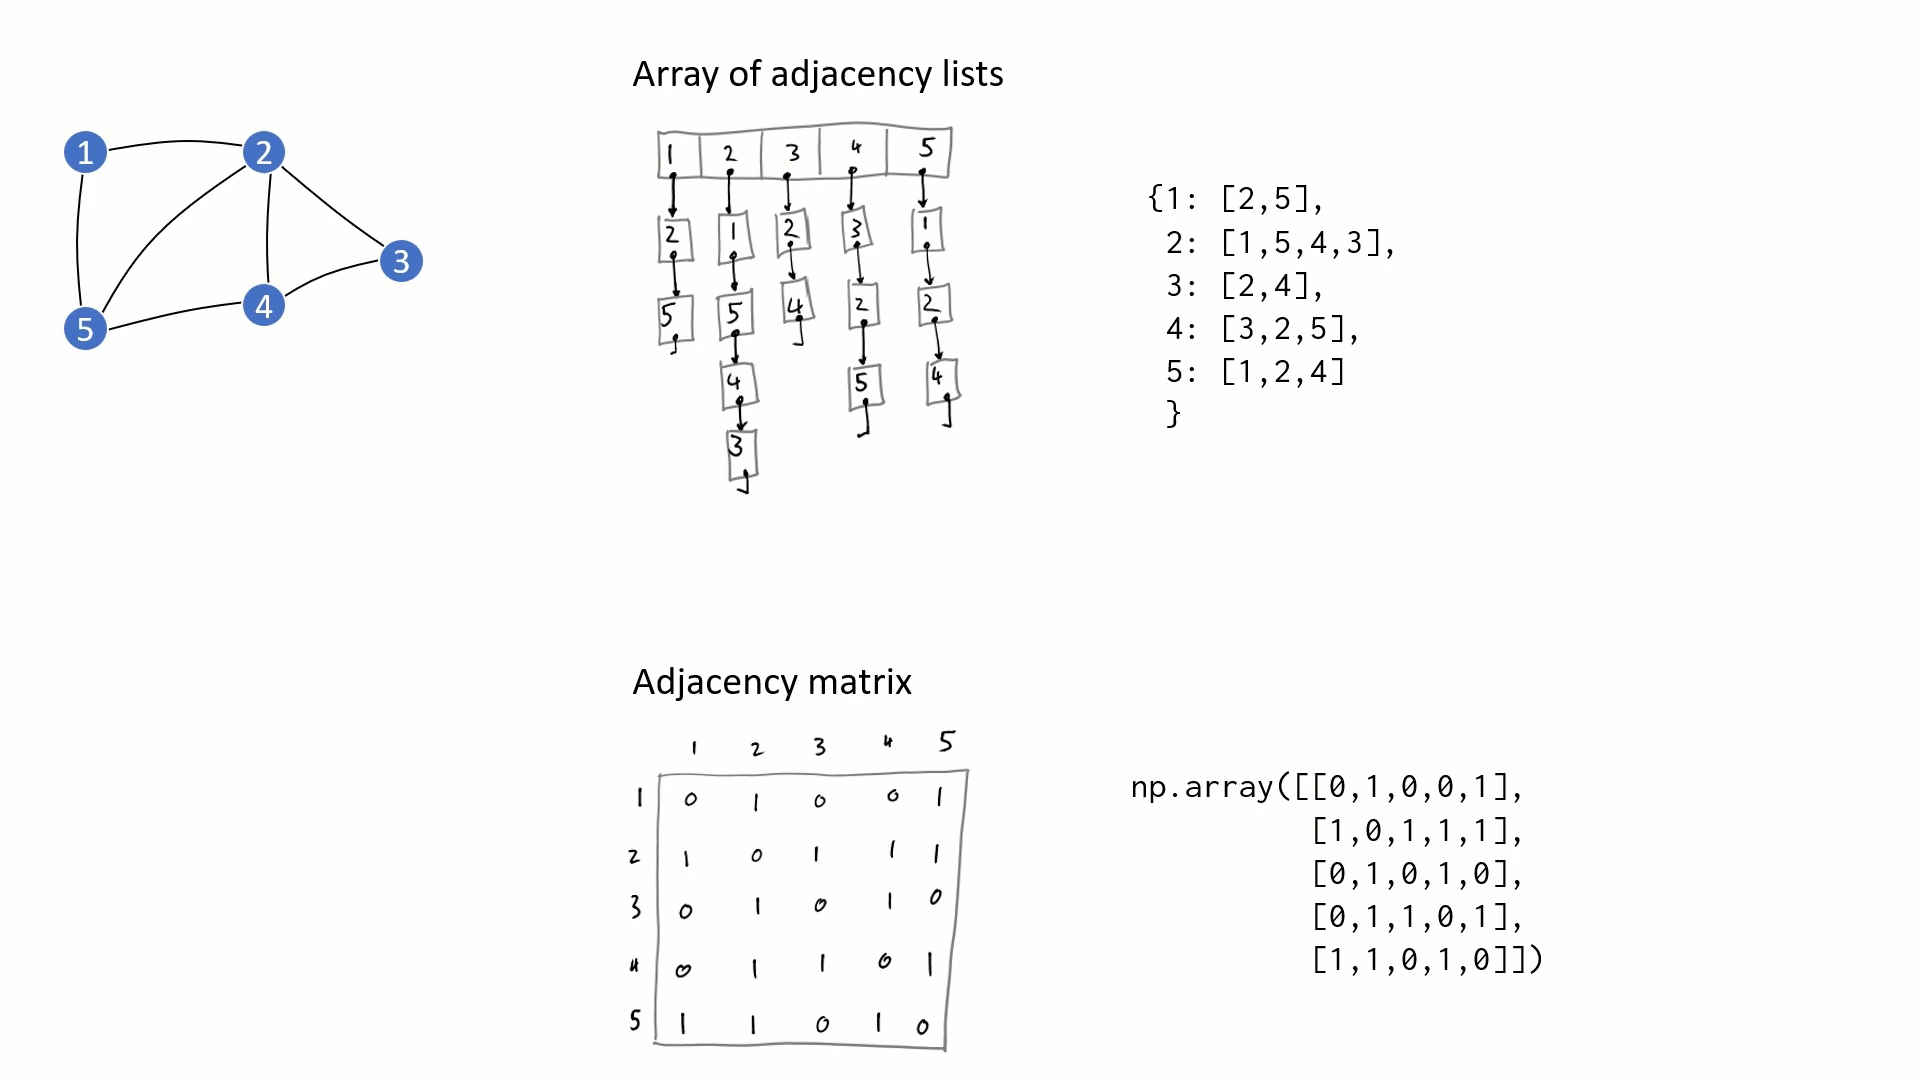 1 2
3
4
5
Array of adjacency lists
1 2 3 4 5
2 1 2 3 1
5 5 4 2 2
4 5 4
3
{1: [2,5],
2: [1,5,4,3],
3: [2,4],
4: [3,2,5],
5: [1,2,4]
}
Adjacency matrix
1 2 3 4 5
1 0 1 0 0 1
2 1 0 1 1 1
3 0 1 0 1 0
4 0 1 1 0 1
5 1 1 0 1 0
np.array([[0,1,0,0,1],
[1,0,1,1,1],
[0,1,0,1,0],
[0,1,1,0,1],
[1,1,0,1,0]])